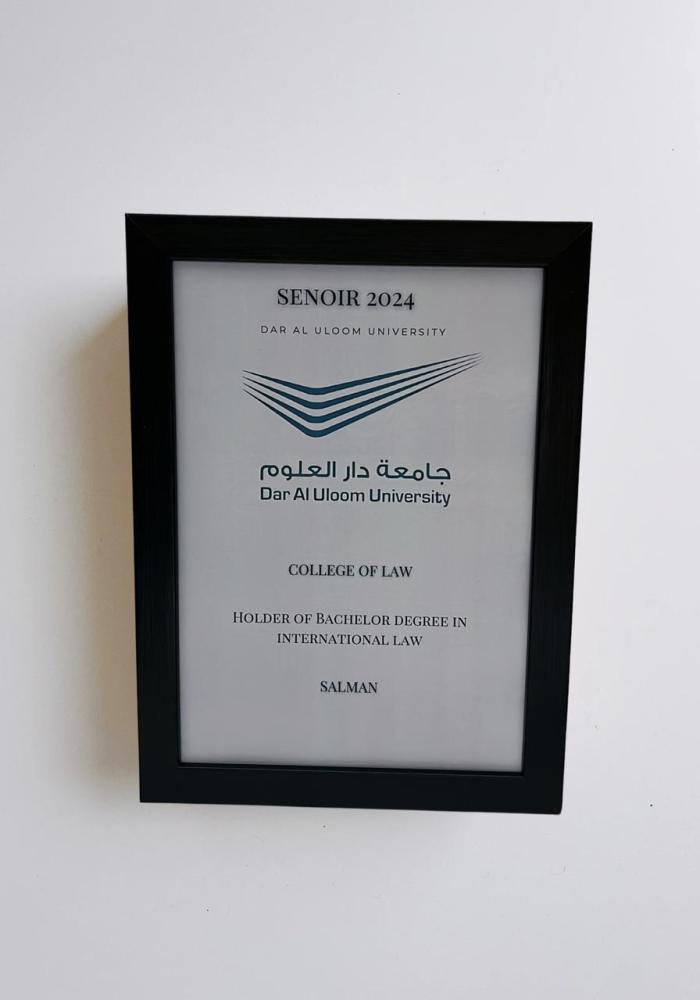 SENOIR 2024
DAR AL ULOOM UNIVERSITY
جامعة دار العلوم
Dar Al Uloom University
COLLEGE OF LAW
HOLDER OF BACHELOR DEGREE IN
INTERNATIONAL LAW
SALMAN